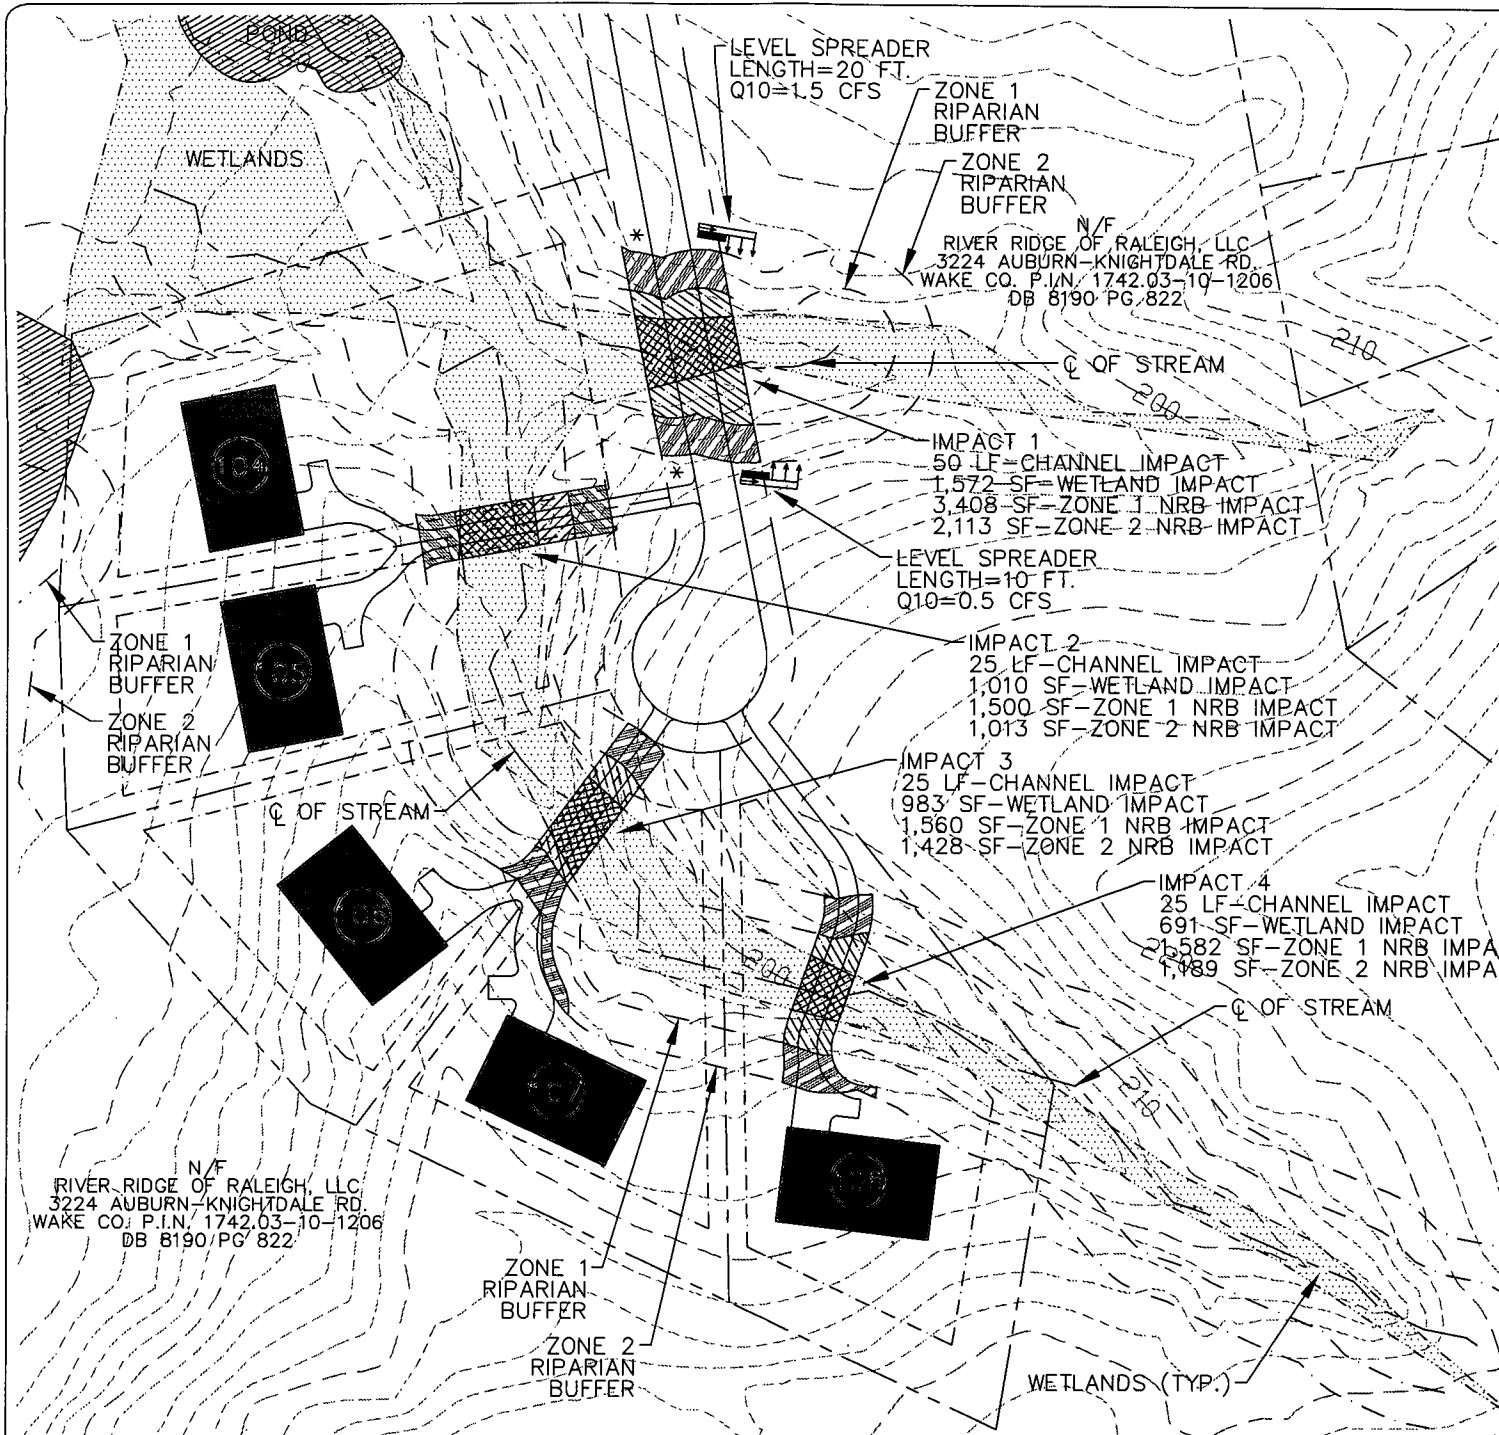 POND
LEVEL SPREADER
LENGTH=20 FT.
Q10=1.5 CFS
ZONE 1
RIPARIAN
BUFFER
WETLANDS
ZONE 2
RIPARIAN
BUFFER
*
N/F
RIVER RIDGE OF RALEIGH, LLC
3224 AUBURN-KNIGHTDALE RD.
WAKE CO. P.I.N. 1742.03-10-1206
DB 8190 PG 822
210
℄ OF STREAM
200
104
IMPACT 1
50 LF-CHANNEL IMPACT
1,572 SF-WETLAND IMPACT
3,408 SF-ZONE 1 NRB IMPACT
2,113 SF-ZONE 2 NRB IMPACT
*
LEVEL SPREADER
LENGTH=10 FT.
Q10=0.5 CFS
ZONE 1
RIPARIAN
BUFFER
105
IMPACT 2
25 LF-CHANNEL IMPACT
1,010 SF-WETLAND IMPACT
1,500 SF-ZONE 1 NRB IMPACT
1,013 SF-ZONE 2 NRB IMPACT
ZONE 2
RIPARIAN
BUFFER
IMPACT 3
25 LF-CHANNEL IMPACT
983 SF-WETLAND IMPACT
1,560 SF-ZONE 1 NRB IMPACT
1,428 SF-ZONE 2 NRB IMPACT
℄ OF STREAM
106
IMPACT 4
25 LF-CHANNEL IMPACT
691 SF-WETLAND IMPACT
1,582 SF-ZONE 1 NRB IMPA
1,189 SF-ZONE 2 NRB IMPA
200
℄ OF STREAM
107
210
N/F
RIVER RIDGE OF RALEIGH, LLC
3224 AUBURN-KNIGHTDALE RD.
WAKE CO. P.I.N. 1742.03-10-1206
DB 8190 PG 822
ZONE 1
RIPARIAN
BUFFER
ZONE 2
RIPARIAN
BUFFER
WETLANDS (TYP.)